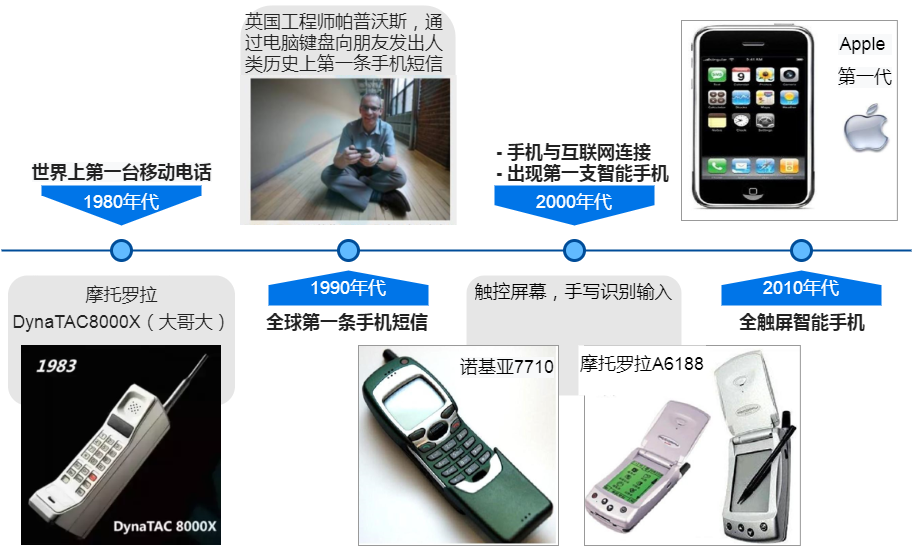 英国工程师帕普沃斯，通
过电脑键盘向朋友发出人
类历史上第一条手机短信
Apple
第一代
世界上第一台移动电话
1980年代
- 手机与互联网连接
- 出现第一支智能手机
2000年代
1990年代
全球第一条手机短信
2010年代
全触屏智能手机
摩托罗拉
DynaTAC8000X（大哥大）
1983
DynaTAC 8000X
诺基亚7710
触控屏幕，手写识别输入
摩托罗拉A6188